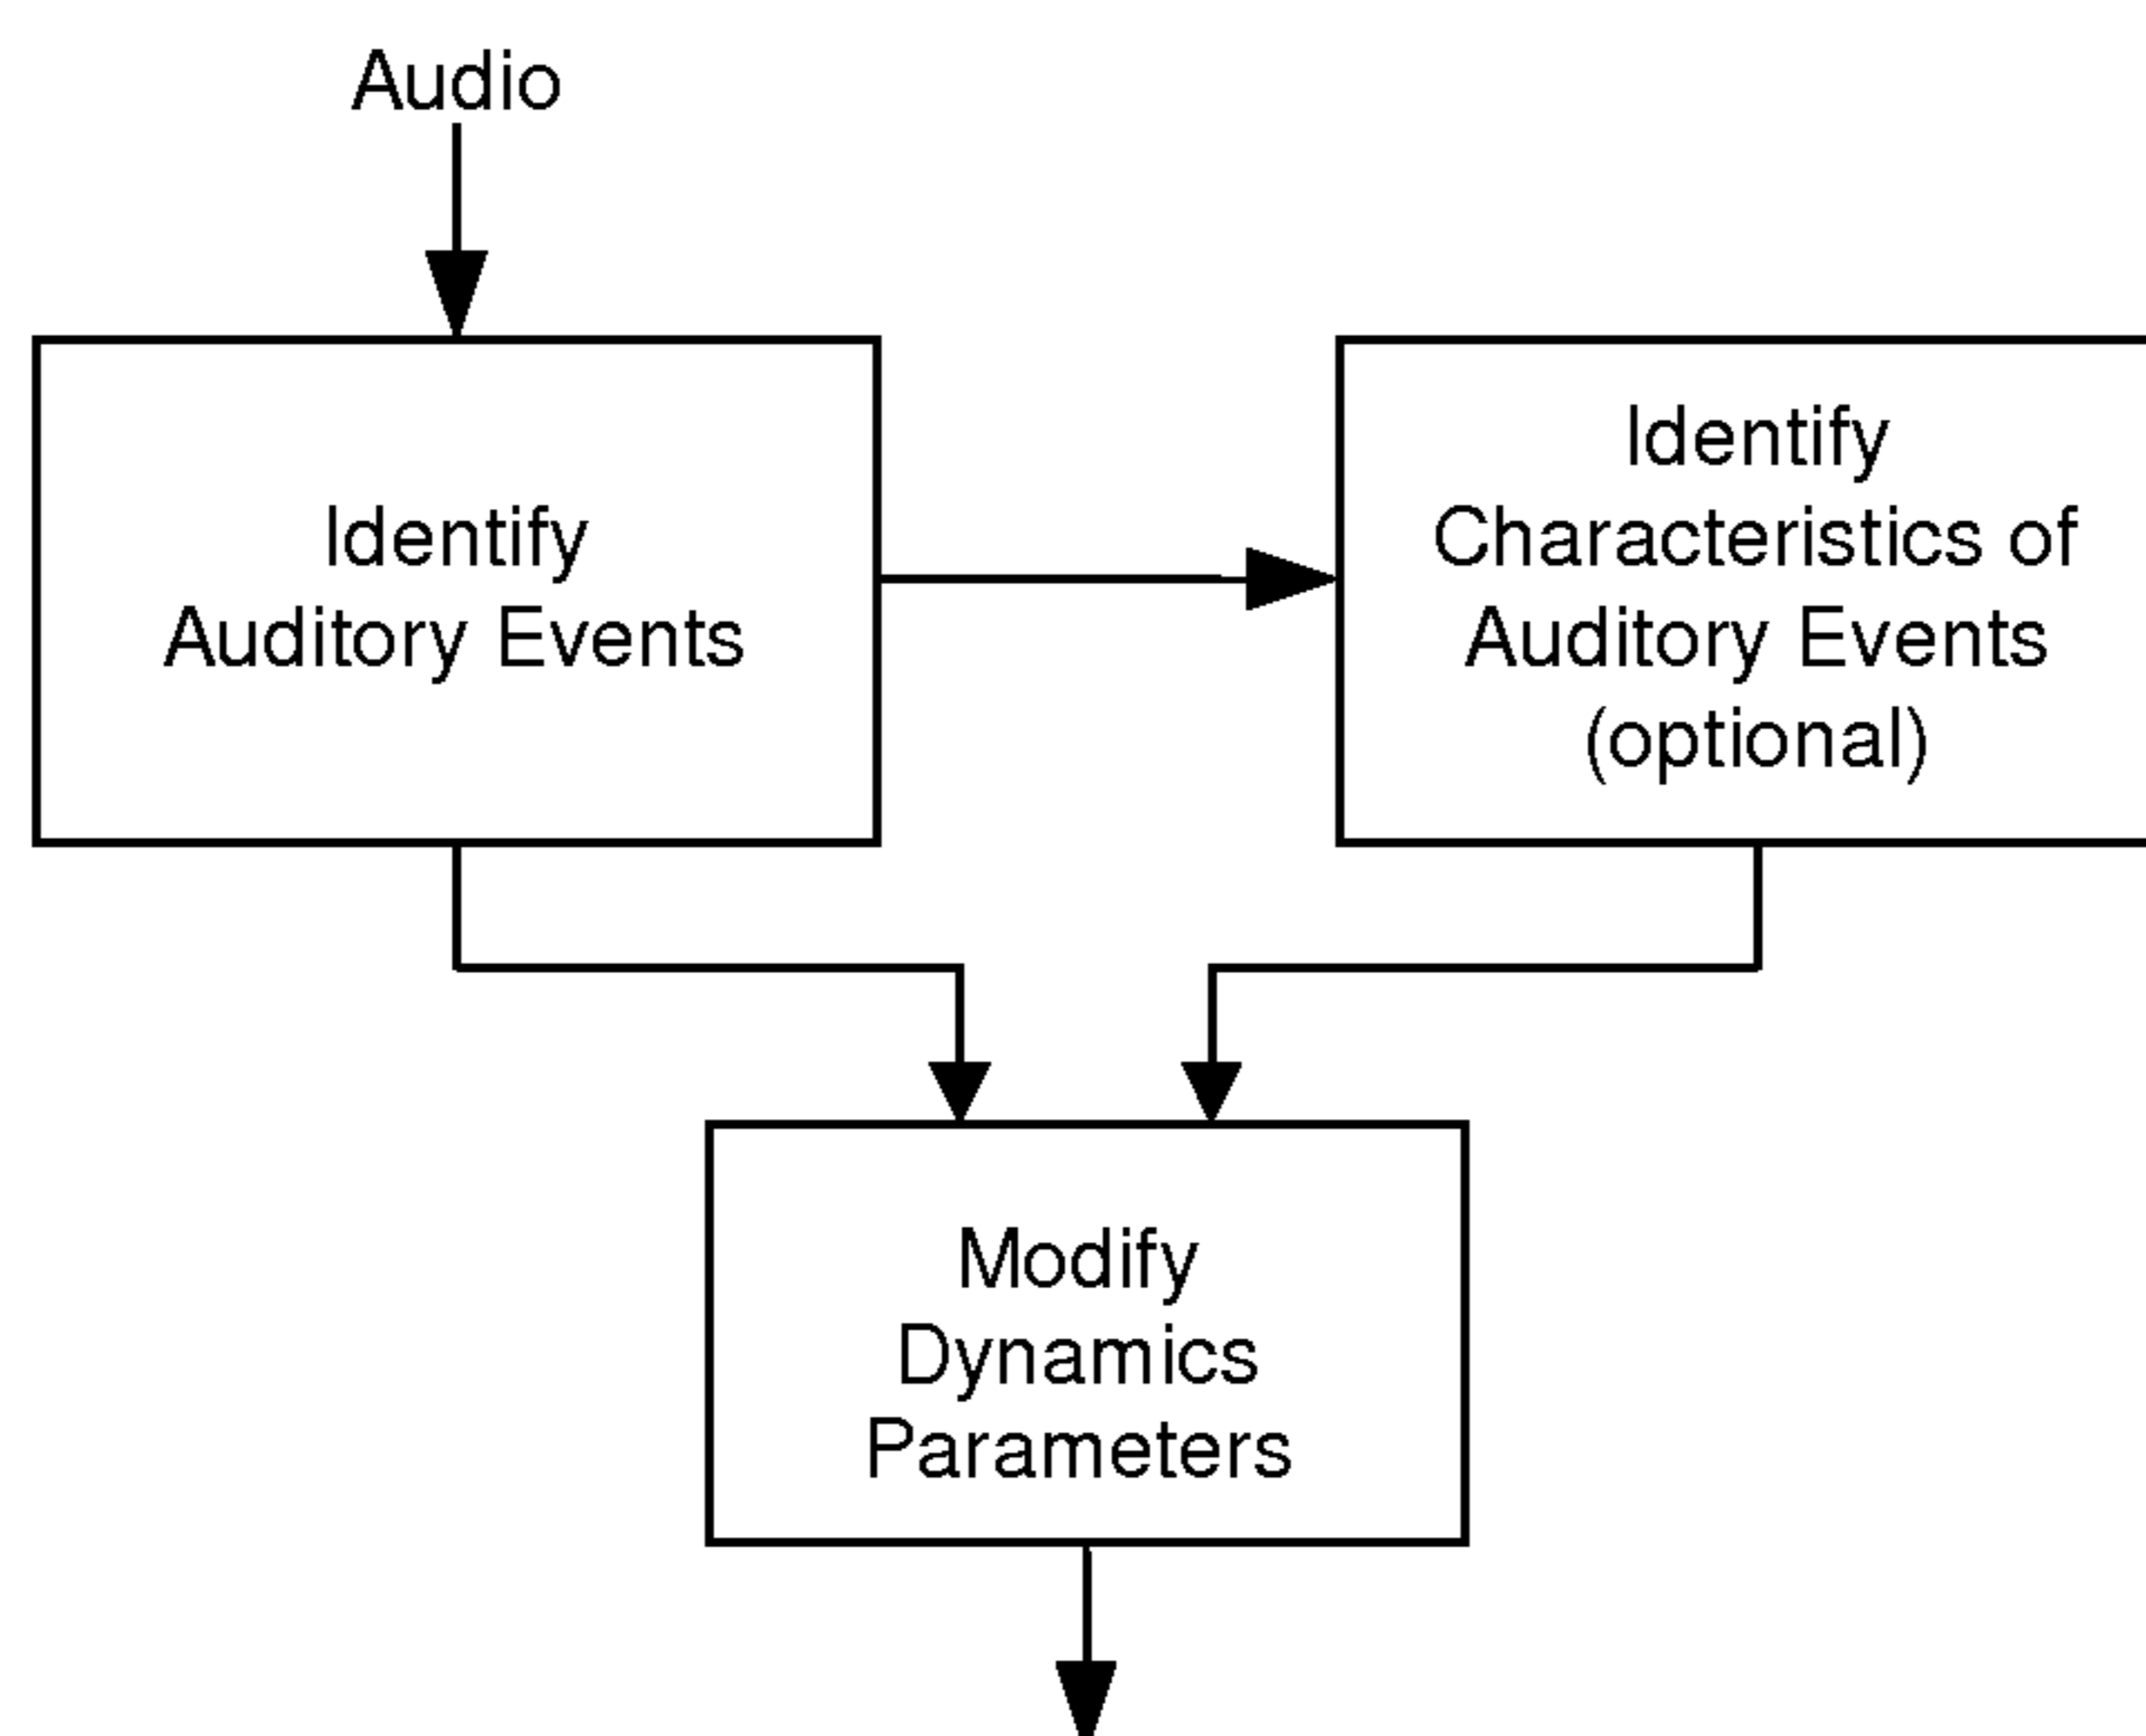 Audio
Identify
Auditory Events
Identify
Characteristics of
Auditory Events
(optional)
Modify
Dynamics
Parameters